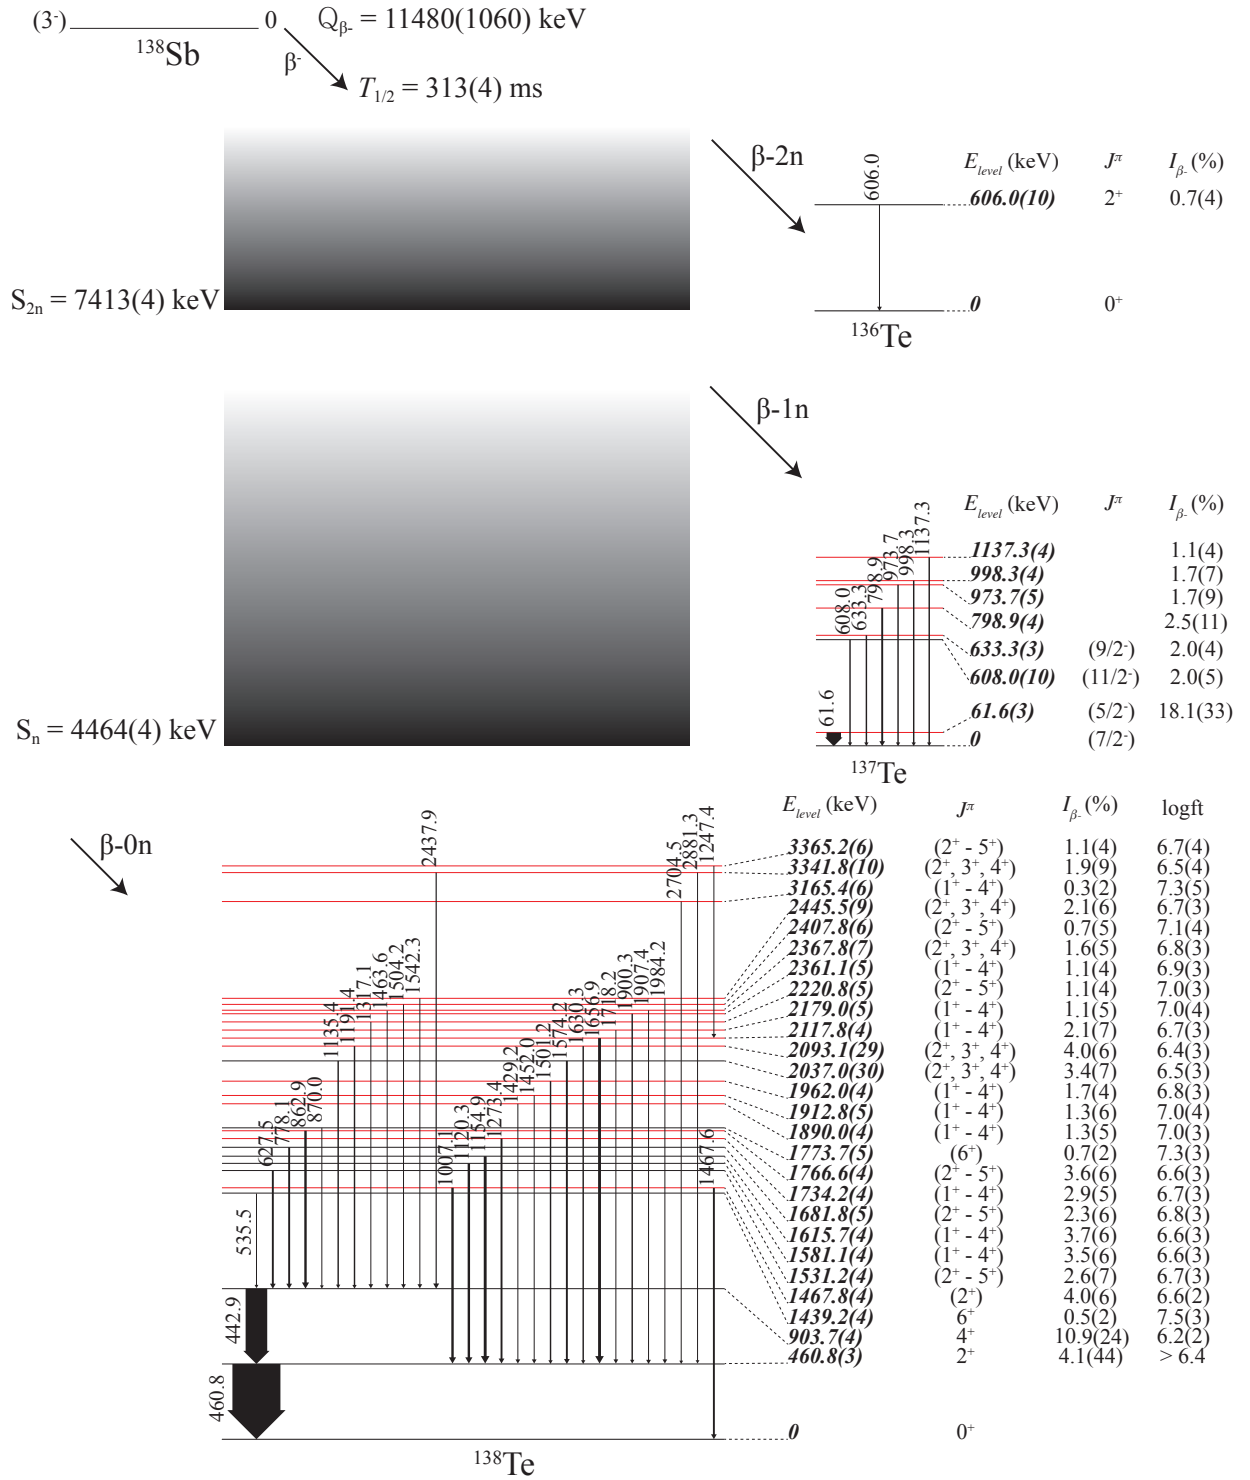 (3⁻) 0 Qβ- = 11480(1060) keV
¹³⁸Sb
β⁻
T1/2 = 313(4) ms
β-2n
606.0
Elevel (keV) Jπ Iβ-(%)
606.0(10) 2⁺ 0.7(4)
S2n = 7413(4) keV
0 0⁺
¹³⁶Te
β-1n
Elevel (keV) Jπ Iβ-(%)
608.0 633.3 798.9 973.7 998.3 1137.3
1137.3(4) 1.1(4)
998.3(4) 1.7(7)
973.7(5) 1.7(9)
798.9(4) 2.5(11)
633.3(3) (9/2⁻) 2.0(4)
608.0(10) (11/2⁻) 2.0(5)
61.6
61.6(3) (5/2⁻) 18.1(33)
Sn = 4464(4) keV
0 (7/2⁻)
¹³⁷Te
β-0n
Elevel (keV) Jπ Iβ-(%) logft
3365.2(6) (2⁺ - 5⁺) 1.1(4) 6.7(4)
3341.8(10) (2⁺, 3⁺, 4⁺) 1.9(9) 6.5(4)
3165.4(6) (1⁺ - 4⁺) 0.3(2) 7.3(5)
2445.5(9) (2⁺, 3⁺, 4⁺) 2.1(6) 6.7(3)
2407.8(6) (2⁺ - 5⁺) 0.7(5) 7.1(4)
2367.8(7) (2⁺, 3⁺, 4⁺) 1.6(5) 6.8(3)
2361.1(5) (1⁺ - 4⁺) 1.1(4) 6.9(3)
2220.8(5) (2⁺ - 5⁺) 1.1(4) 7.0(3)
2179.0(5) (1⁺ - 4⁺) 1.1(5) 7.0(4)
2117.8(4) (1⁺ - 4⁺) 2.1(7) 6.7(3)
2093.1(29) (2⁺, 3⁺, 4⁺) 4.0(6) 6.4(3)
2037.0(30) (2⁺, 3⁺, 4⁺) 3.4(7) 6.5(3)
1962.0(4) (1⁺ - 4⁺) 1.7(4) 6.8(3)
1912.8(5) (1⁺ - 4⁺) 1.3(6) 7.0(4)
1890.0(4) (1⁺ - 4⁺) 1.3(5) 7.0(3)
1773.7(5) (6⁺) 0.7(2) 7.3(3)
1766.6(4) (2⁺ - 5⁺) 3.6(6) 6.6(3)
1734.2(4) (1⁺ - 4⁺) 2.9(5) 6.7(3)
1681.8(5) (2⁺ - 5⁺) 2.3(6) 6.8(3)
1615.7(4) (1⁺ - 4⁺) 3.7(6) 6.6(3)
1581.1(4) (1⁺ - 4⁺) 3.5(6) 6.6(3)
1531.2(4) (2⁺ - 5⁺) 2.6(7) 6.7(3)
1467.8(4) (2⁺) 4.0(6) 6.6(2)
1439.2(4) 6⁺ 0.5(2) 7.5(3)
903.7(4) 4⁺ 10.9(24) 6.2(2)
460.8(3) 2⁺ 4.1(44) > 6.4
0 0⁺
535.5 627.5 778.1 862.9 870.0 1135.4 1191.4 1317.1 1463.6 1504.2 1542.3 2437.9
1007.1 1120.3 1154.9 1273.4 1429.2 1452.0 1501.2 1574.2 1630.3 1656.9 1718.2 1900.3 1907.4 1984.2 2704.5 2881.3 1247.4
1467.6
442.9
460.8
¹³⁸Te